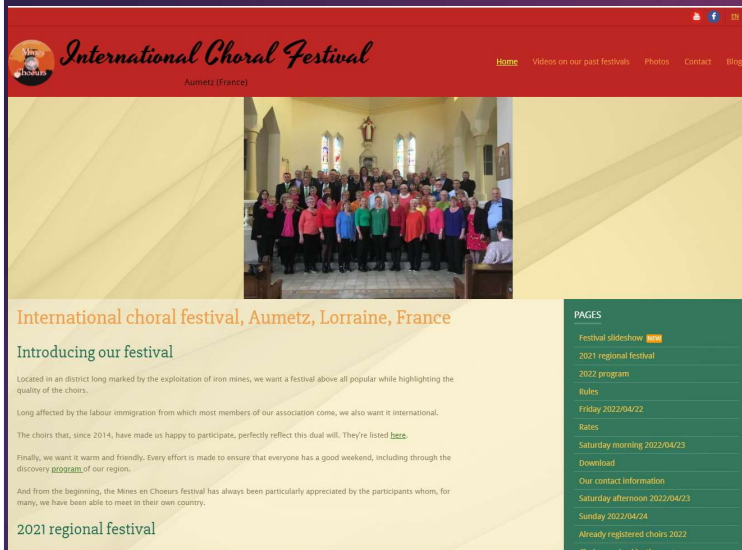 EN
Mines
Choeurs
International Choral Festival
Aumetz (France)
Home Videos on our past festivals Photos Contact Blog
International choral festival, Aumetz, Lorraine, France
Introducing our festival
Located in an district long marked by the exploitation of iron mines, we want a festival above all popular while highlighting the
quality of the choirs.
Long affected by the labour immigration from which most members of our association come, we also want it international.
The choirs that, since 2014, have made us happy to participate, perfectly reflect this dual will. They're listed here.
Finally, we want it warm and friendly. Every effort is made to ensure that everyone has a good weekend, including through the
discovery program of our region.
And from the beginning, the Mines en Choeurs festival has always been particularly appreciated by the participants whom, for
many, we have been able to meet in their own country.
2021 regional festival
PAGES
Festival slideshow NEW
2021 regional festival
2022 program
Rules
Friday 2022/04/22
Rates
Saturday morning 2022/04/23
Download
Our contact information
Saturday afternoon 2022/04/23
Sunday 2022/04/24
Already registered choirs 2022